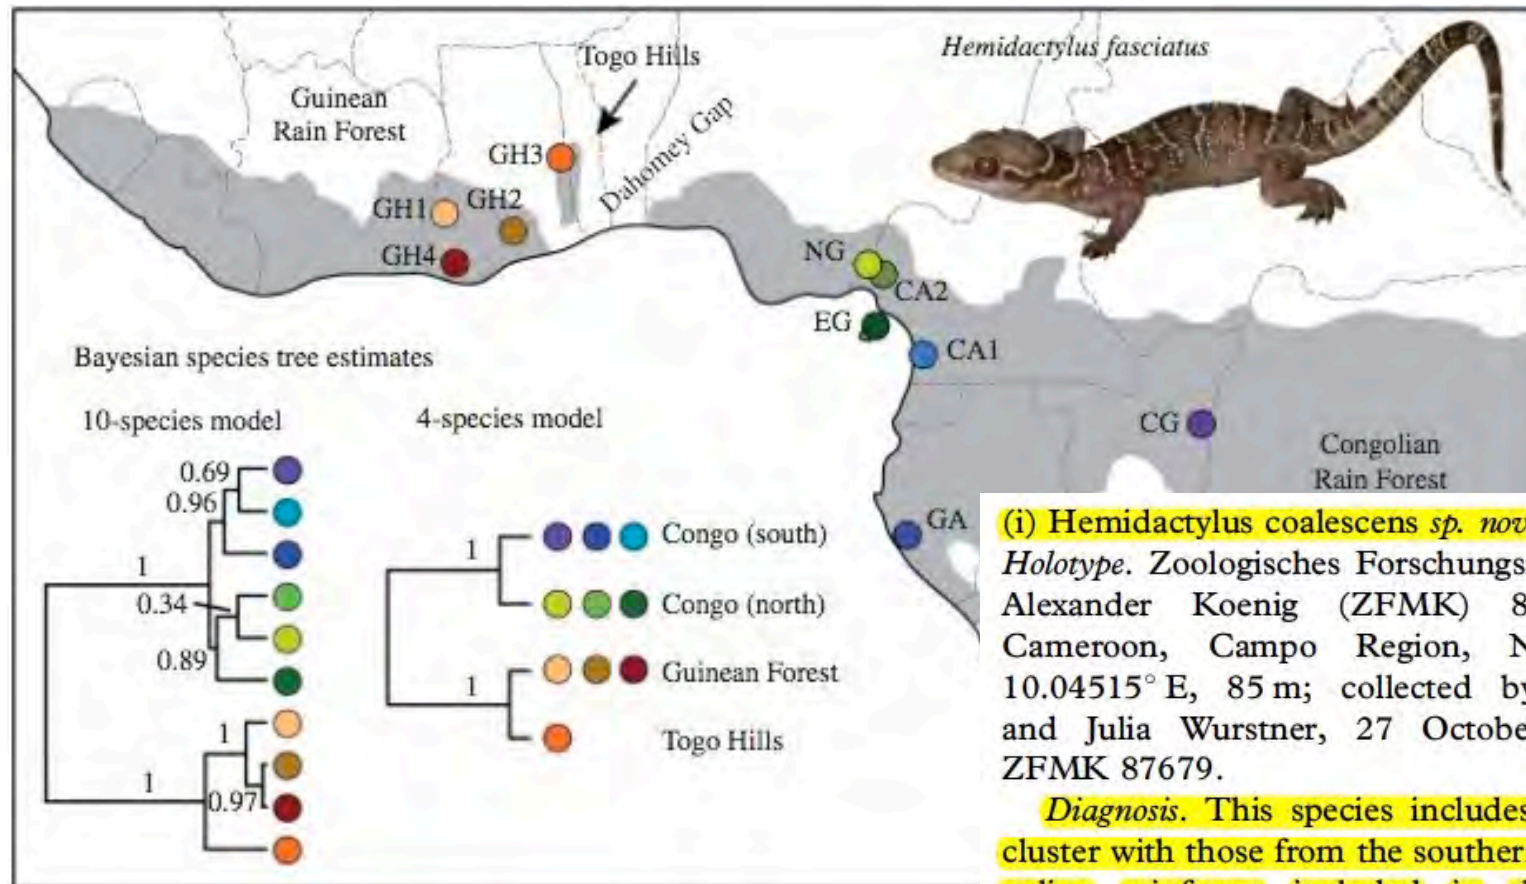 Togo Hills
Hemidactylus fasciatus
Guinean
Rain Forest
Dahomey Gap
GH3
GH1
GH2
GH4
NG
CA2
EG
CA1
CG
GA
Congolian
Rain Forest
Bayesian species tree estimates
10-species model
4-species model
0.69
0.96
1
0.34
0.89
1
1
0.97
1
Congo (south)
Congo (north)
1
Guinean Forest
Togo Hills
(i) Hemidactylus coalescens sp. nov
Holotype. Zoologisches Forschungs
Alexander Koenig (ZFMK) 8
Cameroon, Campo Region, N
10.04515° E, 85 m; collected by
and Julia Wurstner, 27 Octobe
ZFMK 87679.
Diagnosis. This species includes
cluster with those from the souther